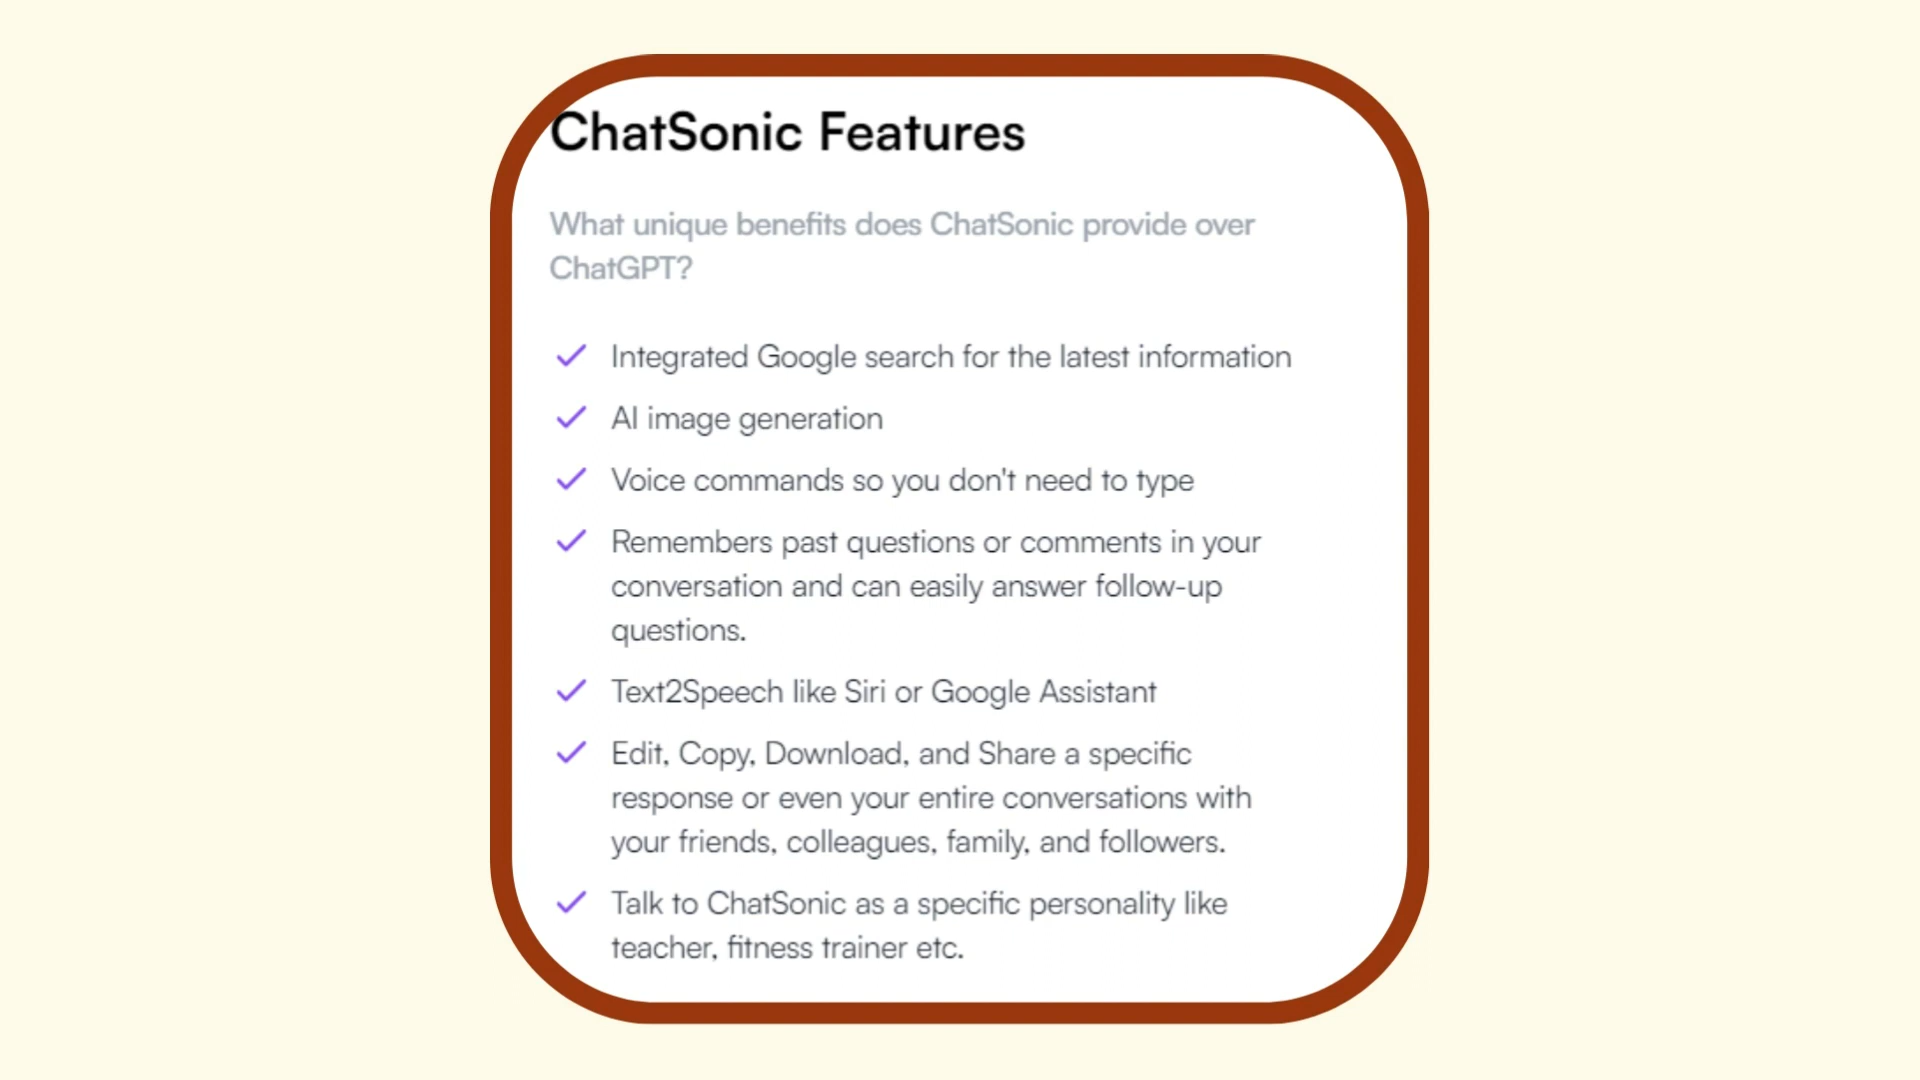 ChatSonic Features
What unique benefits does ChatSonic provide over
ChatGPT?
Integrated Google search for the latest information
AI image generation
Voice commands so you don't need to type
Remembers past questions or comments in your
conversation and can easily answer follow-up
questions.
Text2Speech like Siri or Google Assistant
Edit, Copy, Download, and Share a specific
response or even your entire conversations with
your friends, colleagues, family, and followers.
Talk to ChatSonic as a specific personality like
teacher, fitness trainer etc.